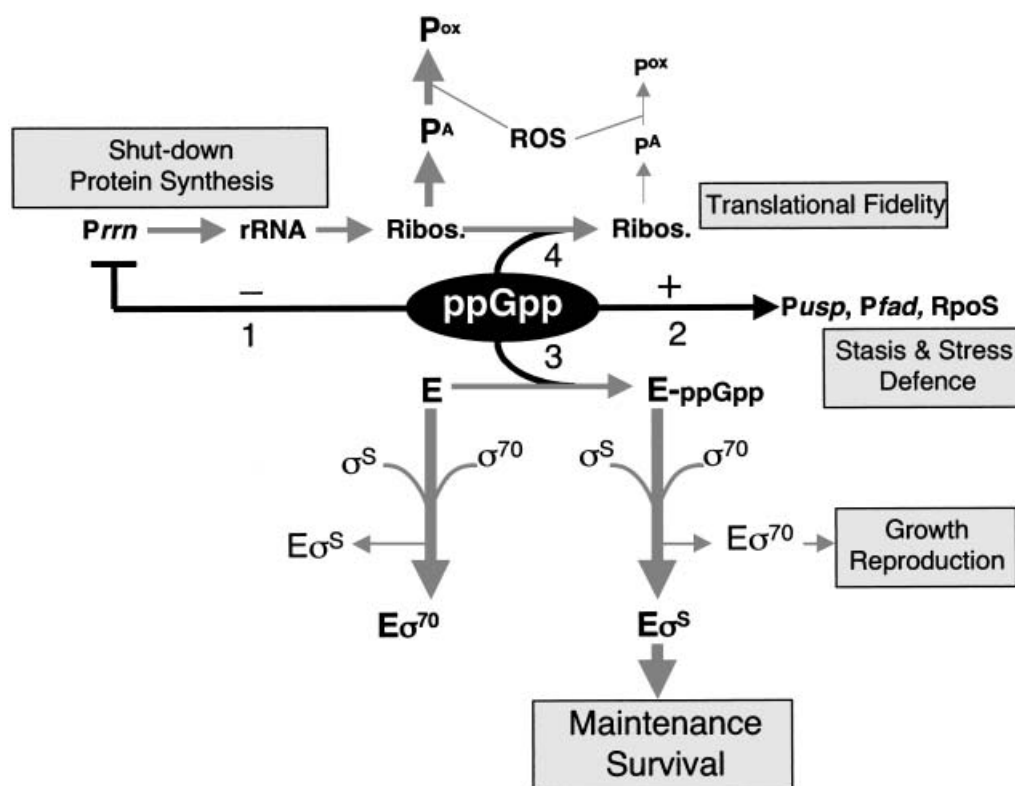 Pᵒˣ
Pᵒˣ
ROS
Pᴬ
Pᴬ
Shut-down
Protein Synthesis
Translational Fidelity
Prrn
rRNA
Ribos.
Ribos.
4
–
ppGpp
+
1
2
Pusp, Pfad, RpoS
3
Stasis & Stress
Defence
E
E-ppGpp
σˢ
σ⁷⁰
σˢ
σ⁷⁰
Eσˢ
Eσ⁷⁰
Growth
Reproduction
Eσ⁷⁰
Eσˢ
Maintenance
Survival